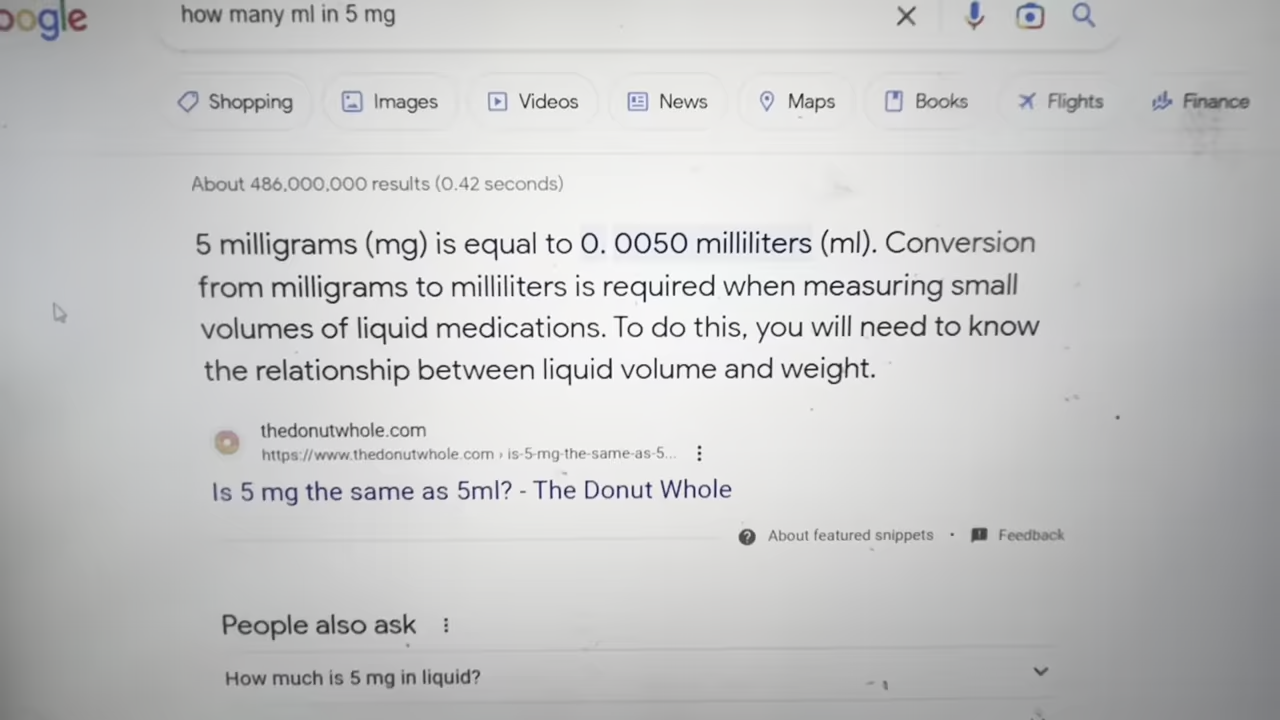 oogle
how many ml in 5 mg
Shopping Images Videos News Maps Books Flights Finance
About 486,000,000 results (0.42 seconds)
5 milligrams (mg) is equal to 0. 0050 milliliters (ml). Conversion
from milligrams to milliliters is required when measuring small
volumes of liquid medications. To do this, you will need to know
the relationship between liquid volume and weight.
thedonutwhole.com
https://www.thedonutwhole.com › is-5-mg-the-same-as-5...
Is 5 mg the same as 5ml? - The Donut Whole
About featured snippets · Feedback
People also ask
How much is 5 mg in liquid?